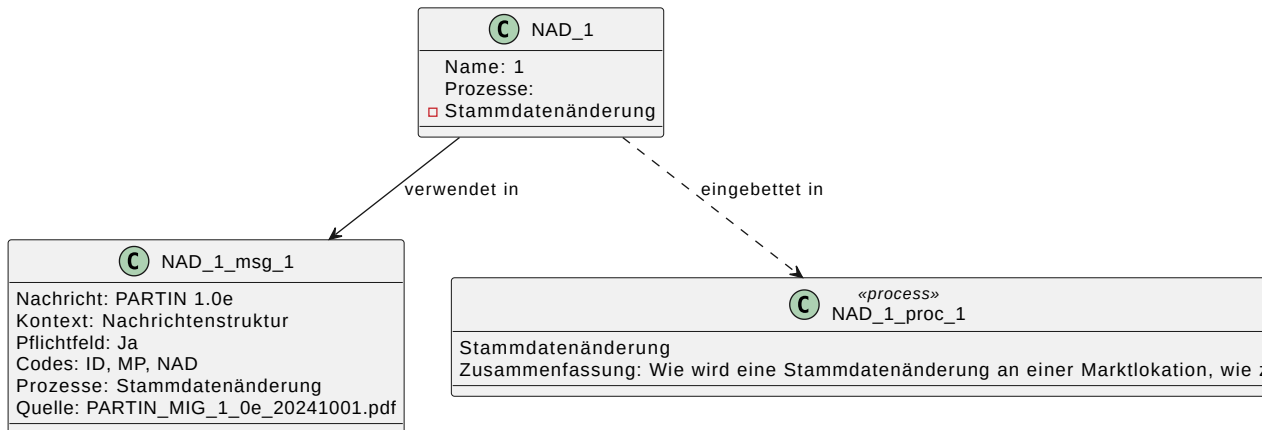 C NAD_1
Name: 1
Prozesse:
Stammdatenänderung
verwendet in
eingebettet in
C NAD_1_msg_1
Nachricht: PARTIN 1.0e
Kontext: Nachrichtenstruktur
Pflichtfeld: Ja
Codes: ID, MP, NAD
Prozesse: Stammdatenänderung
Quelle: PARTIN_MIG_1_0e_20241001.pdf
«process»
C NAD_1_proc_1
Stammdatenänderung
Zusammenfassung: Wie wird eine Stammdatenänderung an einer Marktlokation, wie